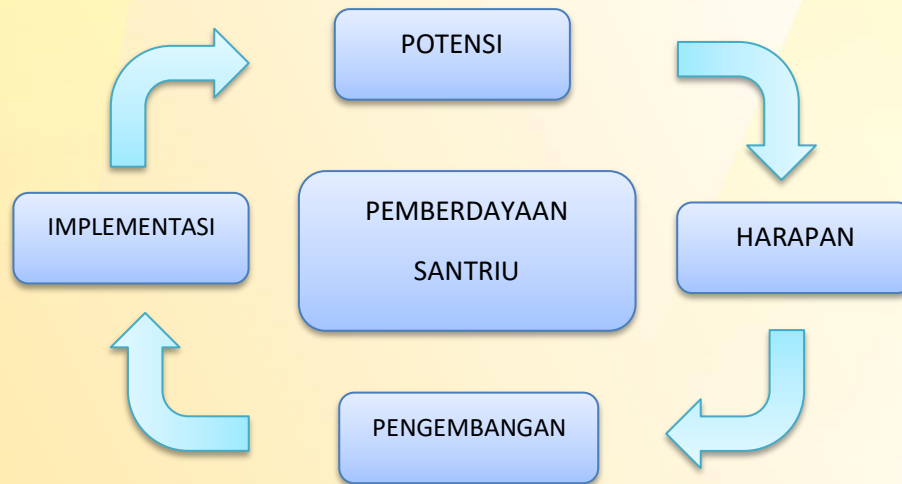 POTENSI
IMPLEMENTASI
PEMBERDAYAAN
SANTRIU
HARAPAN
PENGEMBANGAN